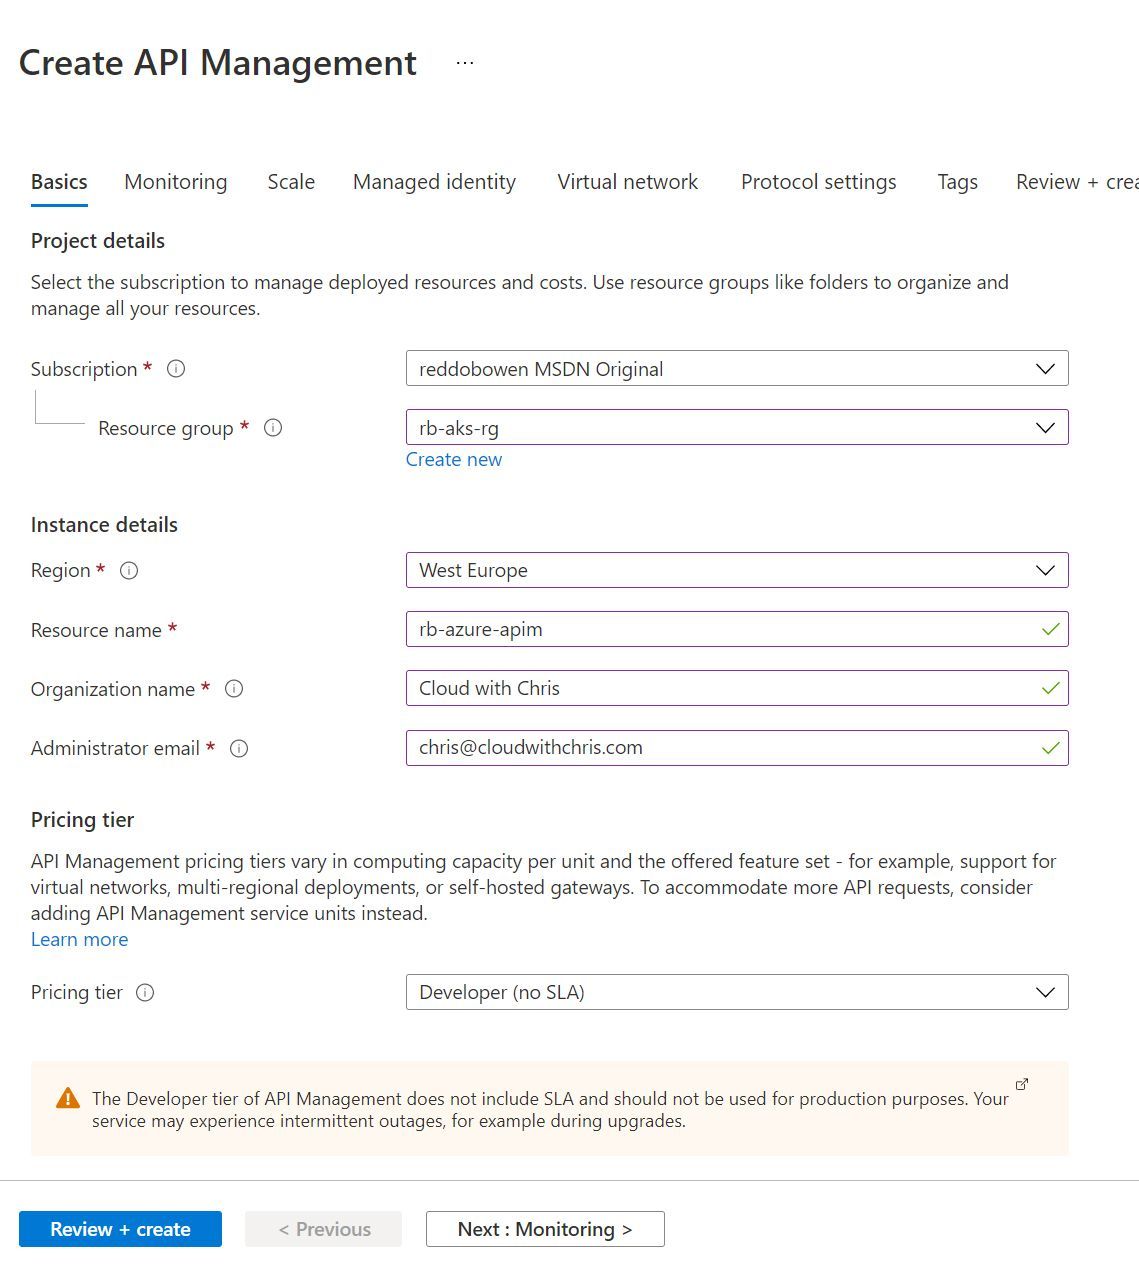 Create API Management ...
Basics Monitoring Scale Managed identity Virtual network Protocol settings Tags Review +
Project details
Select the subscription to manage deployed resources and costs. Use resource groups like folders to organize and
manage all your resources.
Subscription * reddobowen MSDN Original
Resource group * rb-aks-rg
Create new
Instance details
Region * West Europe
Resource name * rb-azure-apim
Organization name * Cloud with Chris
Administrator email * chris@cloudwithchris.com
Pricing tier
API Management pricing tiers vary in computing capacity per unit and the offered feature set - for example, support for
virtual networks, multi-regional deployments, or self-hosted gateways. To accommodate more API requests, consider
adding API Management service units instead.
Learn more
Pricing tier Developer (no SLA)
The Developer tier of API Management does not include SLA and should not be used for production purposes. Your
service may experience intermittent outages, for example during upgrades.
Review + create < Previous Next : Monitoring >